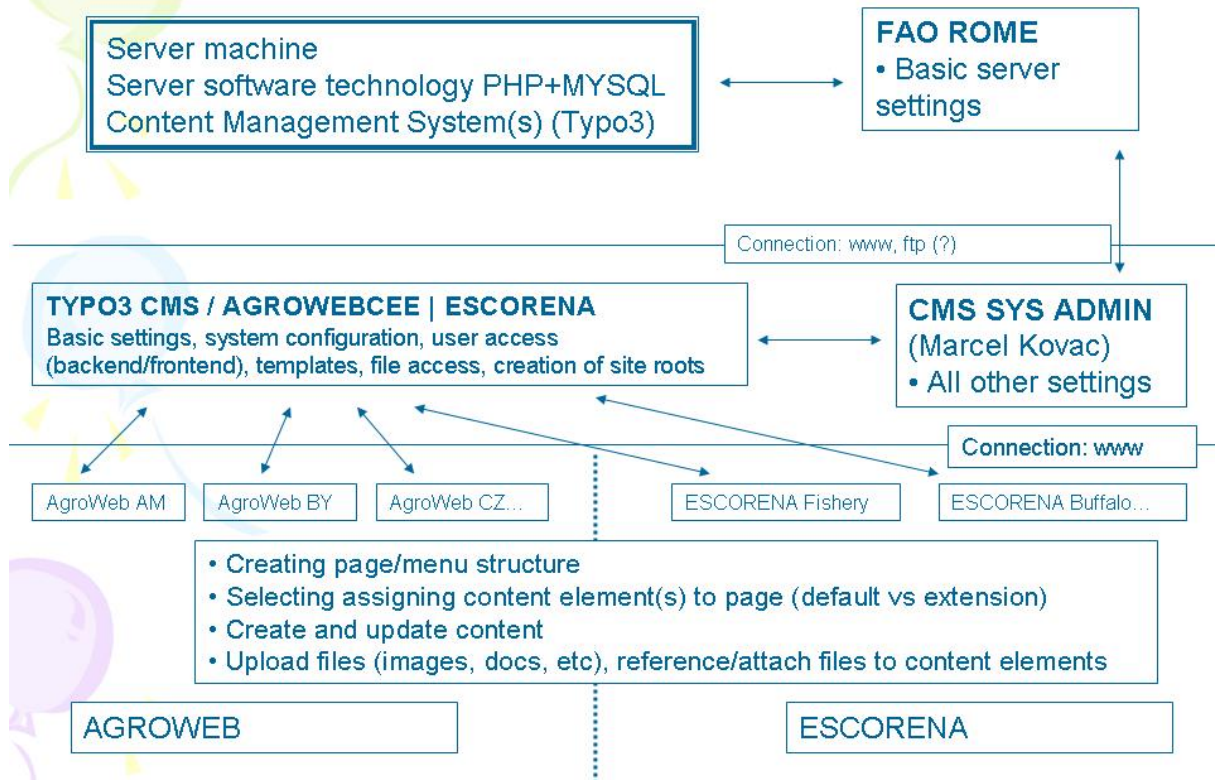 Server machine
Server software technology PHP+MYSQL
Content Management System(s) (Typo3)
FAO ROME
• Basic server
settings
Connection: www, ftp (?)
TYPO3 CMS / AGROWEBCEE | ESCORENA
Basic settings, system configuration, user access
(backend/frontend), templates, file access, creation of site roots
CMS SYS ADMIN
(Marcel Kovac)
• All other settings
Connection: www
AgroWeb AM
AgroWeb BY
AgroWeb CZ...
ESCORENA Fishery
ESCORENA Buffalo...
• Creating page/menu structure
• Selecting assigning content element(s) to page (default vs extension)
• Create and update content
• Upload files (images, docs, etc), reference/attach files to content elements
AGROWEB
ESCORENA